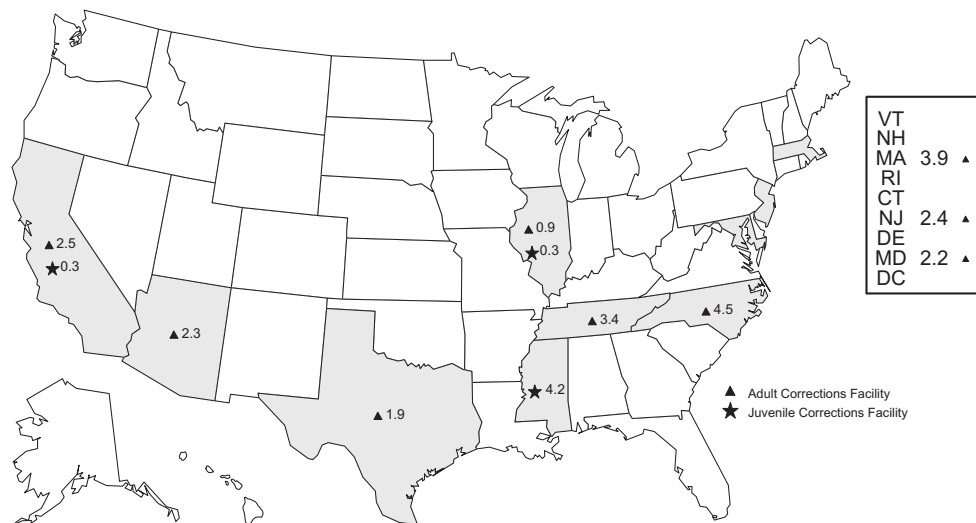 2.5
0.3
2.3
1.9
0.9
0.3
3.4
4.5
4.2
VT
NH
MA 3.9
RI
CT
NJ 2.4
DE
MD 2.2
DC
Adult Corrections Facility
Juvenile Corrections Facility